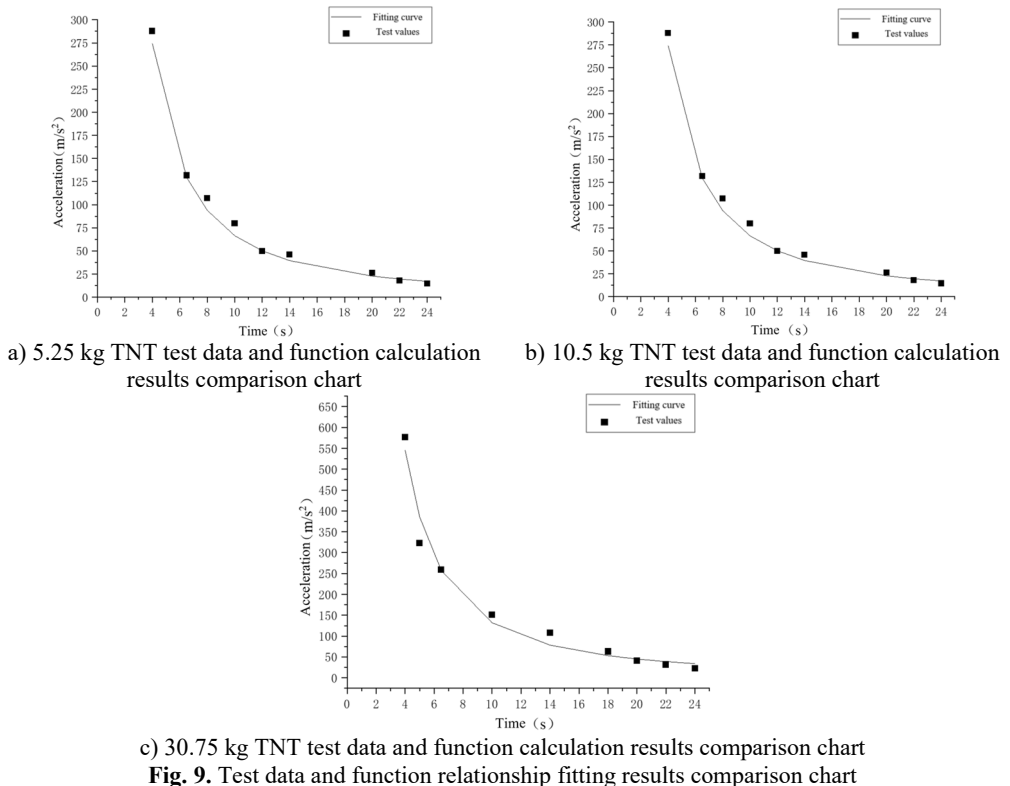 Fitting curve
Test values
300
275
250
225
200
175
150
125
100
75
50
25
0
Acceleration（m/s²）
0 2 4 6 8 10 12 14 16 18 20 22 24
Time（s）
a) 5.25 kg TNT test data and function calculation
results comparison chart
Fitting curve
Test values
300
275
250
225
200
175
150
125
100
75
50
25
0
Acceleration（m/s²）
0 2 4 6 8 10 12 14 16 18 20 22 24
Time（s）
b) 10.5 kg TNT test data and function calculation
results comparison chart
Fitting curve
Test values
650
600
550
500
450
400
350
300
250
200
150
100
50
0
Acceleration（m/s²）
0 2 4 6 8 10 12 14 16 18 20 22 24
Time（s）
c) 30.75 kg TNT test data and function calculation results comparison chart
Fig. 9. Test data and function relationship fitting results comparison chart